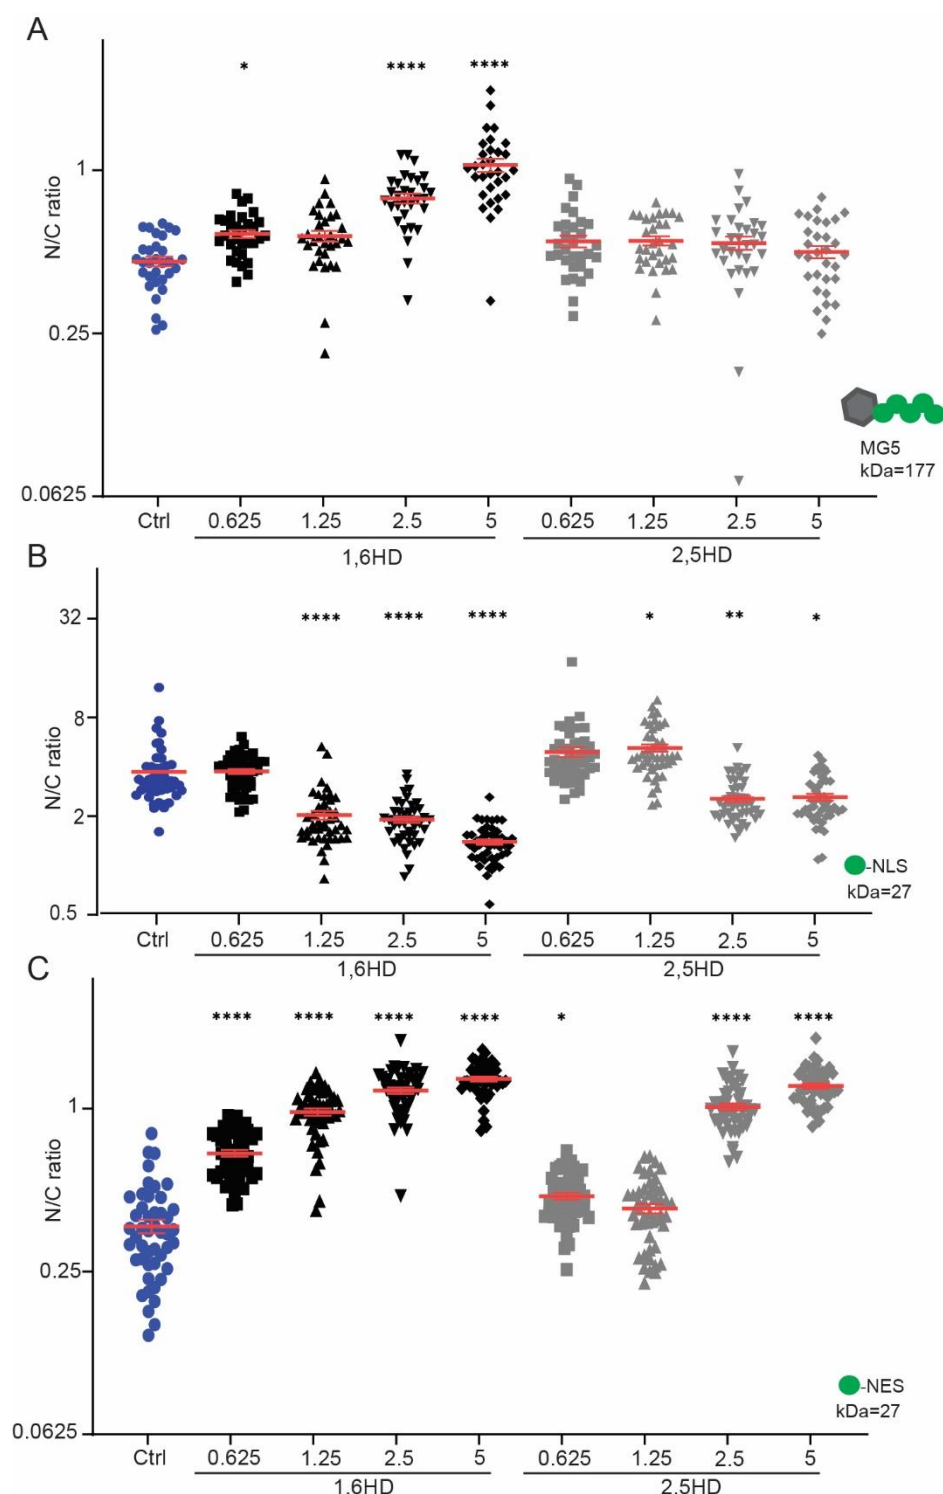 A
* **** ****
1
N/C ratio
0.25
MG5
kDa=177
0.0625
Ctrl 0.625 1.25 2.5 5 0.625 1.25 2.5 5
1,6HD 2,5HD
B
32 **** **** **** * ** *
8
N/C ratio
2
-NLS
kDa=27
0.5
Ctrl 0.625 1.25 2.5 5 0.625 1.25 2.5 5
1,6HD 2,5HD
C
**** **** **** **** * **** ****
1
N/C ratio
0.25
-NES
kDa=27
0.0625
Ctrl 0.625 1.25 2.5 5 0.625 1.25 2.5 5
1,6HD 2,5HD